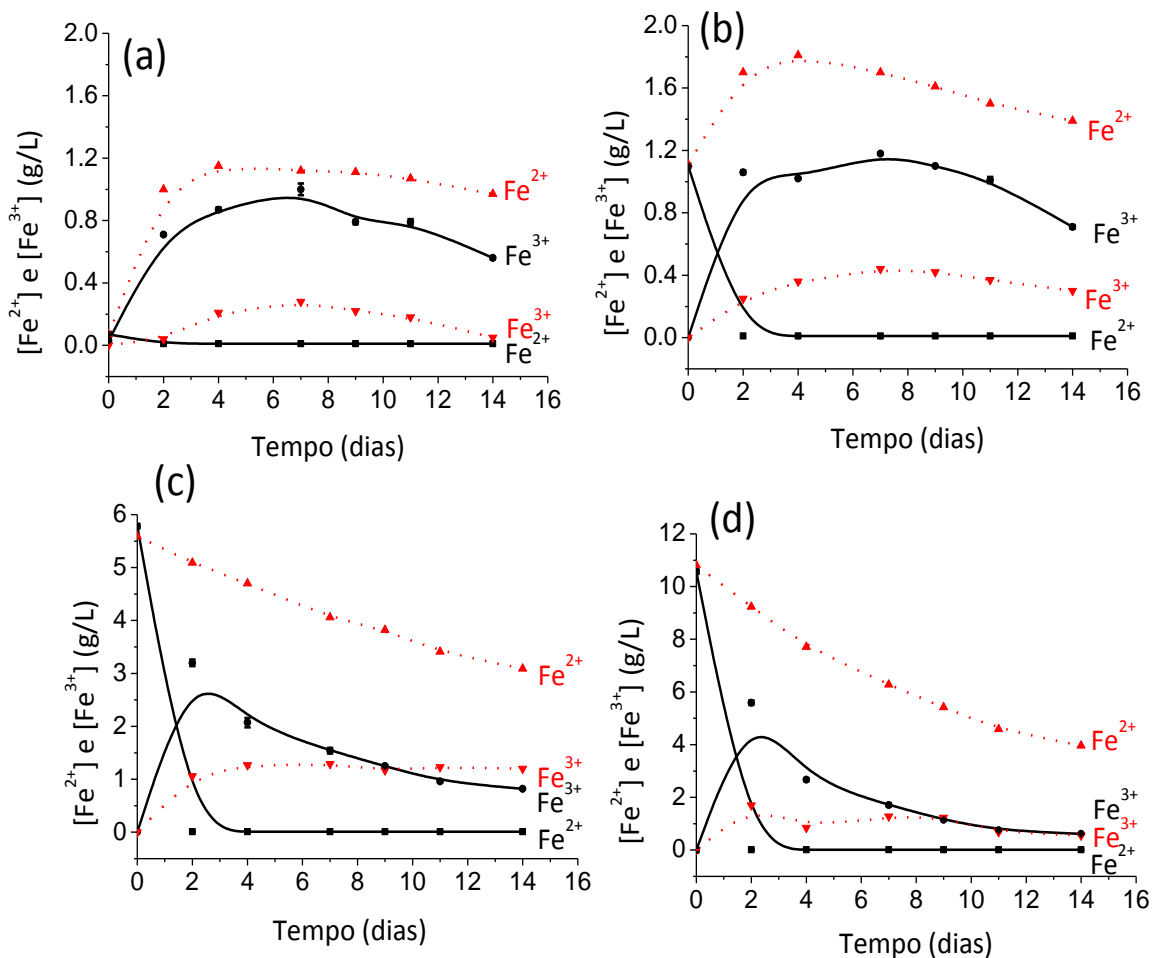 (a)
[Fe2+] e [Fe3+] (g/L)
2.0
1.6
1.2
0.8
0.4
0.0
Fe2+
Fe3+
Fe3+
Fe2+
0 2 4 6 8 10 12 14 16
Tempo (dias)
(b)
[Fe2+] e [Fe3+] (g/L)
2.0
1.6
1.2
0.8
0.4
0.0
Fe2+
Fe3+
Fe3+
Fe2+
0 2 4 6 8 10 12 14 16
Tempo (dias)
(c)
[Fe2+] e [Fe3+] (g/L)
6
5
4
3
2
1
0
Fe2+
Fe3+
Fe3+
Fe2+
0 2 4 6 8 10 12 14 16
Tempo (dias)
(d)
[Fe2+] e [Fe3+] (g/L)
12
10
8
6
4
2
0
Fe2+
Fe3+
Fe3+
Fe2+
0 2 4 6 8 10 12 14 16
Tempo (dias)